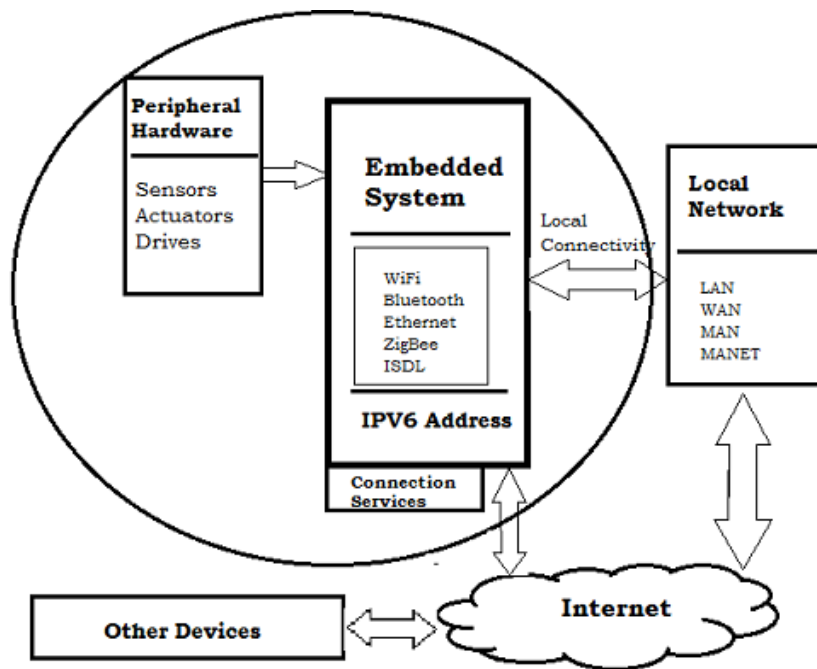 Peripheral
Hardware
Sensors
Actuators
Drives
Embedded
System
WiFi
Bluetooth
Ethernet
ZigBee
ISDL
IPV6 Address
Connection
Services
Local
Connectivity
Local
Network
LAN
WAN
MAN
MANET
Internet
Other Devices